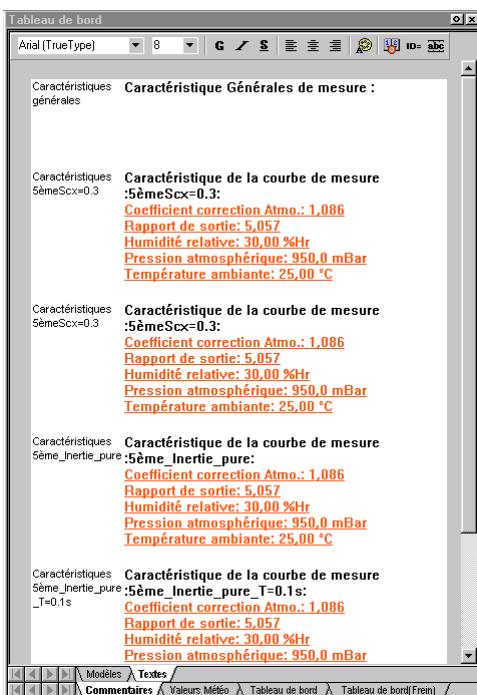 Tableau de bord
Arial (TrueType) 8 G I S ID= abc
Caractéristiques générales
Caractéristique Générales de mesure :
Caractéristiques 5èmeScx=0.3
Caractéristique de la courbe de mesure
:5èmeScx=0.3:
Coefficient correction Atmo.: 1,086
Rapport de sortie: 5,057
Humidité relative: 30,00 %Hr
Pression atmosphérique: 950,0 mBar
Température ambiante: 25,00 °C
Caractéristiques 5èmeScx=0.3
Caractéristique de la courbe de mesure
:5èmeScx=0.3:
Coefficient correction Atmo.: 1,086
Rapport de sortie: 5,057
Humidité relative: 30,00 %Hr
Pression atmosphérique: 950,0 mBar
Température ambiante: 25,00 °C
Caractéristiques 5ème_Inertie_pure
Caractéristique de la courbe de mesure
:5ème_Inertie_pure:
Coefficient correction Atmo.: 1,086
Rapport de sortie: 5,057
Humidité relative: 30,00 %Hr
Pression atmosphérique: 950,0 mBar
Température ambiante: 25,00 °C
Caractéristiques 5ème_Inertie_pure _T=0.1s
Caractéristique de la courbe de mesure
:5ème_Inertie_pure_T=0.1s:
Coefficient correction Atmo.: 1,086
Rapport de sortie: 5,057
Humidité relative: 30,00 %Hr
Pression atmosphérique: 950,0 mBar
Modèles Textes
Commentaires Valeurs Météo Tableau de bord Tableau de bord(Frein)